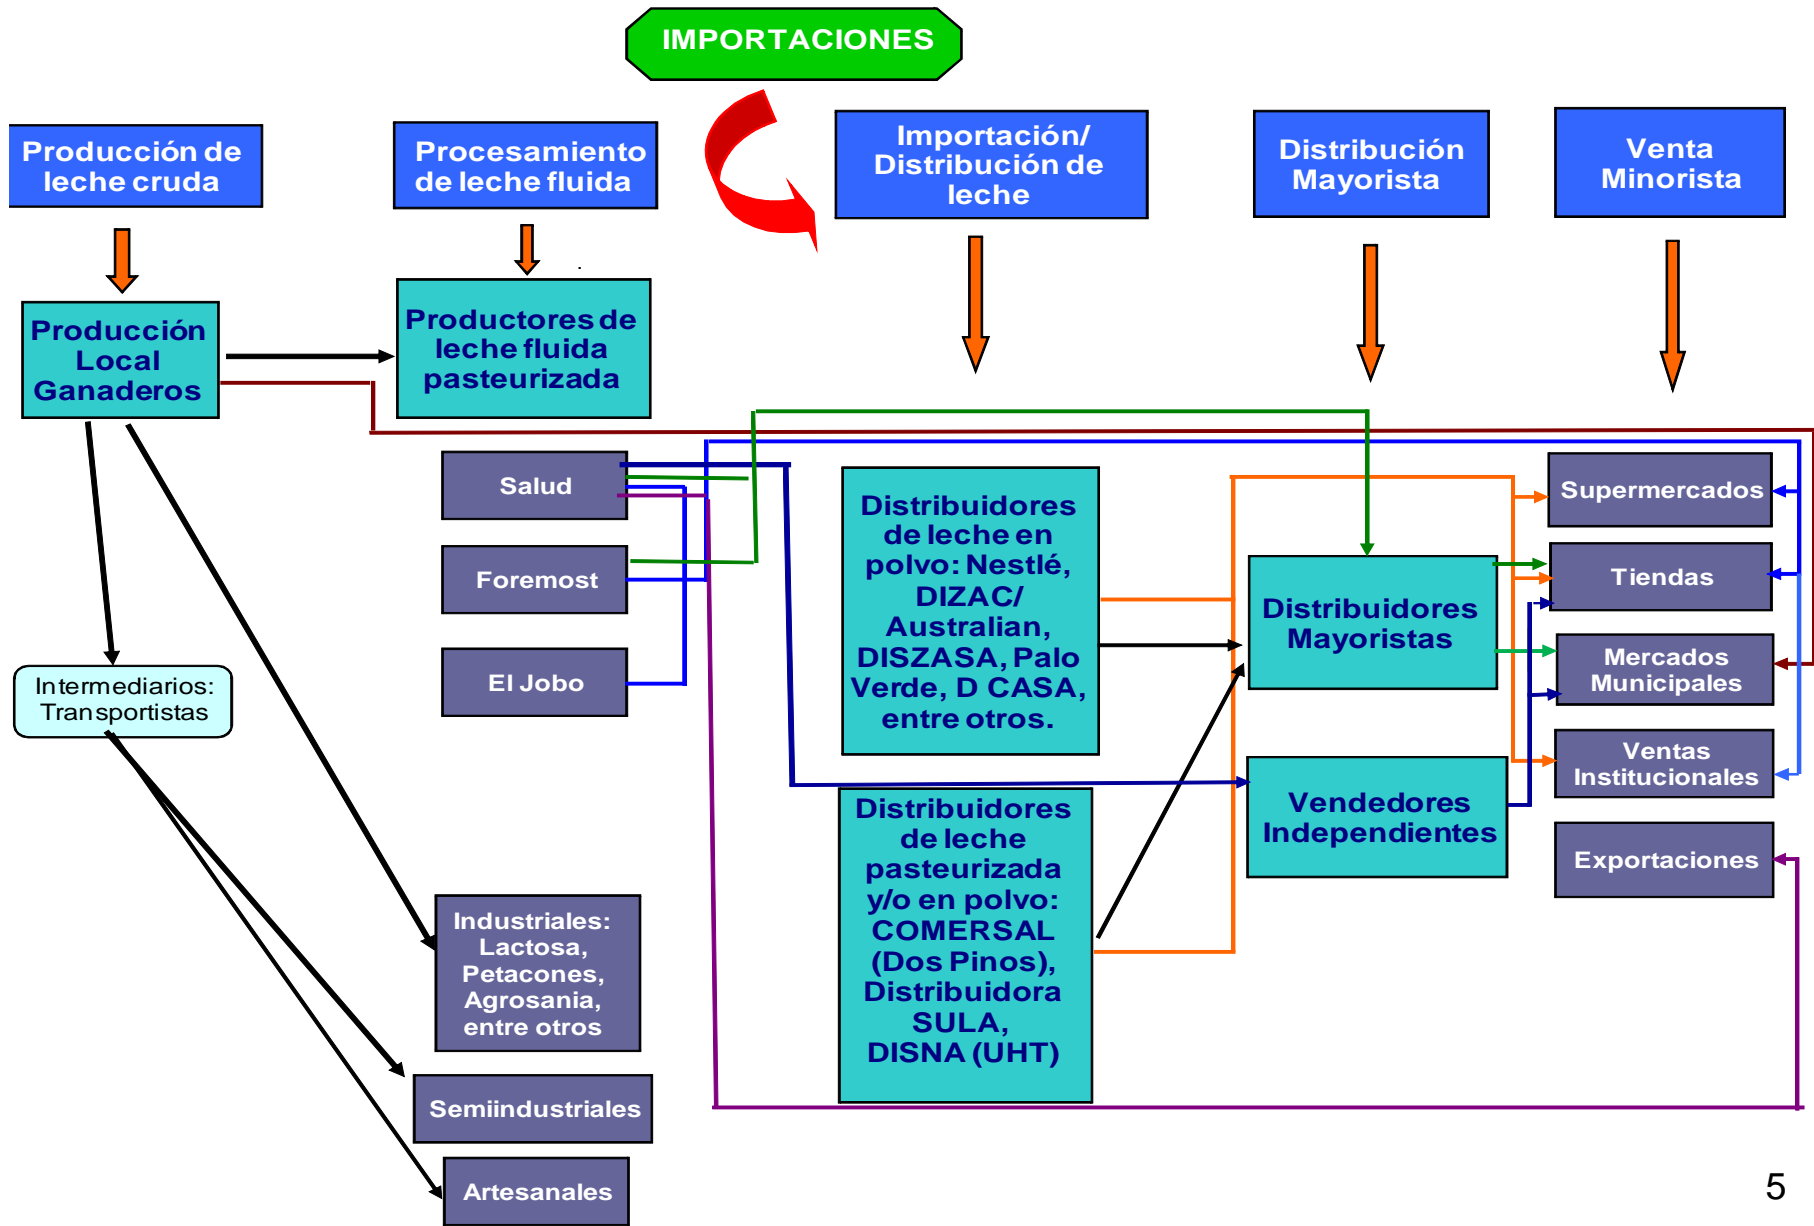 IMPORTACIONES
Producción de
leche cruda
Procesamiento
de leche fluida
Importación/
Distribución de
leche
Distribución
Mayorista
Venta
Minorista
Producción
Local
Ganaderos
Productores de
leche fluida
pasteurizada
Salud
Foremost
El Jobo
Intermediarios:
Transportistas
Industriales:
Lactosa,
Petacones,
Agrosania,
entre otros
Semiindustriales
Artesanales
Distribuidores
de leche en
polvo: Nestlé,
DIZAC/
Australian,
DISZASA, Palo
Verde, D CASA,
entre otros.
Distribuidores
de leche
pasteurizada
y/o en polvo:
COMERSAL
(Dos Pinos),
Distribuidora
SULA,
DISNA (UHT)
Distribuidores
Mayoristas
Vendedores
Independientes
Supermercados
Tiendas
Mercados
Municipales
Ventas
Institucionales
Exportaciones
5